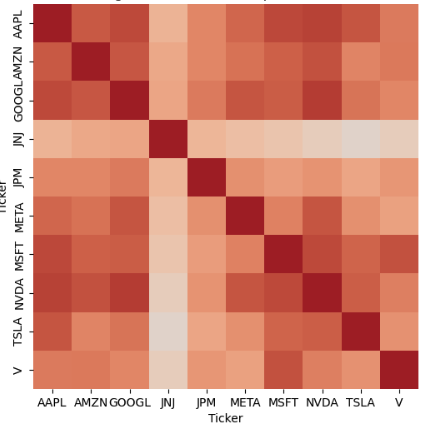 AAPL
AMZN
GOOGL
JNJ
JPM
META
MSFT
NVDA
TSLA
V
Ticker
AAPL AMZN GOOGL JNJ JPM META MSFT NVDA TSLA V
Ticker